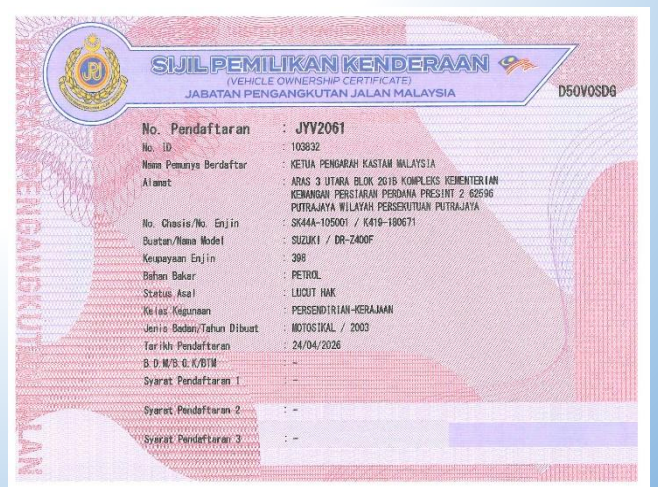 SIJIL PEMILIKAN KENDERAAN
(VEHICLE OWNERSHIP CERTIFICATE)
JABATAN PENGANGKUTAN JALAN MALAYSIA
D50V0SDG
No. Pendaftaran : JYV2061
No. ID : 103832
Nama Pemunya Berdaftar : KETUA PENGARAH KASTAM MALAYSIA
Alamat : ARAS 3 UTARA BLOK 2G1B KOMPLEKS KEMENTERIAN
KEWANGAN PERSIARAN PERDANA PRESINT 2 62596
PUTRAJAYA WILAYAH PERSEKUTUAN PUTRAJAYA
No. Chasis/No. Enjin : SK44A-105001 / K419-180671
Buatan/Nama Model : SUZUKI / DR-Z400F
Keupayaan Enjin : 398
Bahan Bakar : PETROL
Status Asal : LUCUT HAK
Kelas Kegunaan : PERSENDIRIAN-KERAJAAN
Jenis Badan/Tahun Dibuat : MOTOSIKAL / 2003
Tarikh Pendaftaran : 24/04/2026
B.D.M/B.G.K/BTM : -
Syarat Pendaftaran 1 : -
Syarat Pendaftaran 2 : -
Syarat Pendaftaran 3 : -